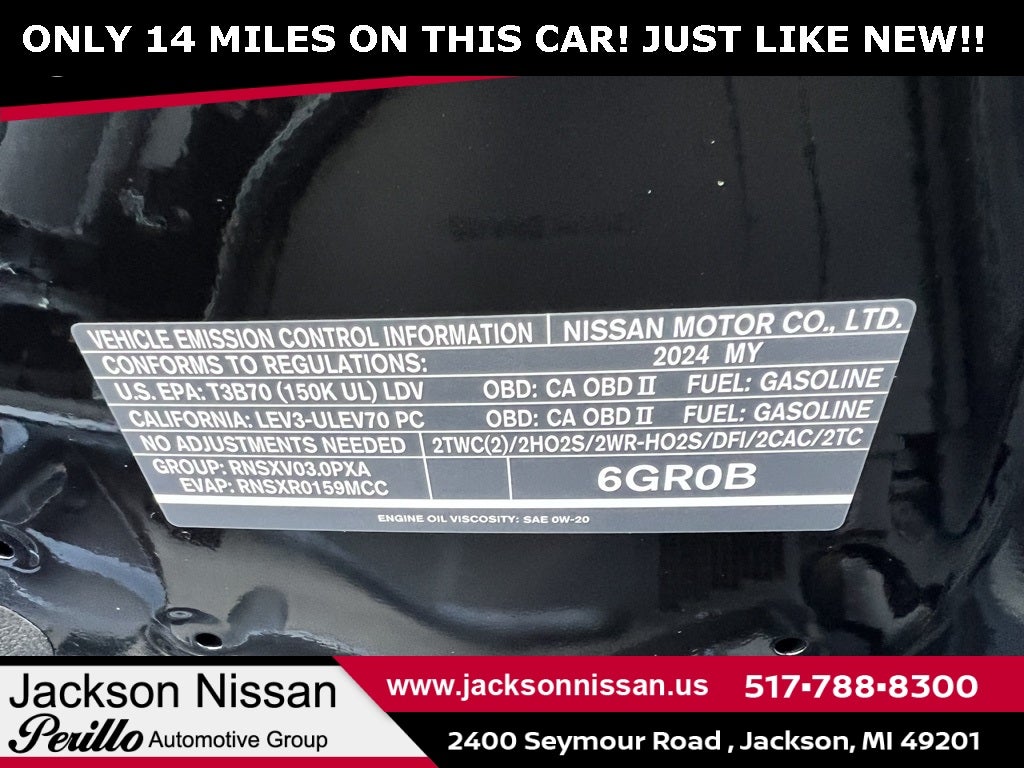 ONLY 14 MILES ON THIS CAR! JUST LIKE NEW!!
VEHICLE EMISSION CONTROL INFORMATION NISSAN MOTOR CO., LTD.
CONFORMS TO REGULATIONS: 2024 MY
U.S. EPA: T3B70 (150K UL) LDV OBD: CA OBD II FUEL: GASOLINE
CALIFORNIA: LEV3-ULEV70 PC OBD: CA OBD II FUEL: GASOLINE
NO ADJUSTMENTS NEEDED 2TWC(2)/2HO2S/2WR-HO2S/DFI/2CAC/2TC
GROUP: RNSXV03.0PXA
EVAP: RNSXR0159MCC
6GR0B
ENGINE OIL VISCOSITY: SAE 0W-20
Jackson Nissan
Perillo Automotive Group
www.jacksonnissan.us 517-788-8300
2400 Seymour Road , Jackson, MI 49201